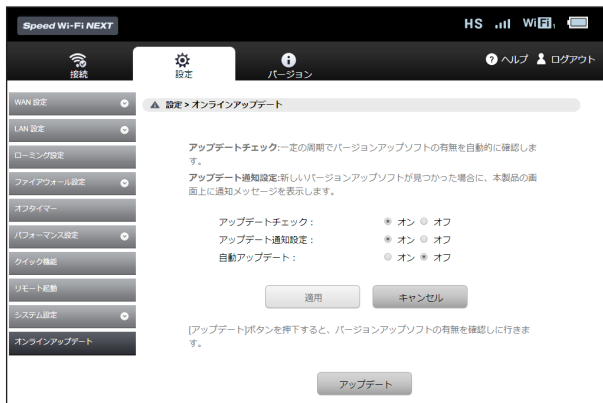 Speed Wi-Fi NEXT
HS WiFi 1
接続
設定
バージョン
ヘルプ ログアウト
WAN 設定
LAN 設定
ローミング設定
ファイアウォール設定
オフタイマー
パフォーマンス設定
クイック機能
リモート起動
システム設定
オンラインアップデート
設定 > オンラインアップデート
アップデートチェック:一定の周期でバージョンアップソフトの有無を自動的に確認しま
す。
アップデート通知設定:新しいバージョンアップソフトが見つかった場合に、本製品の画
面上に通知メッセージを表示します。
アップデートチェック: オン オフ
アップデート通知設定: オン オフ
自動アップデート: オン オフ
適用 キャンセル
[アップデート]ボタンを押下すると、バージョンアップソフトの有無を確認しに行きま
す。
アップデート